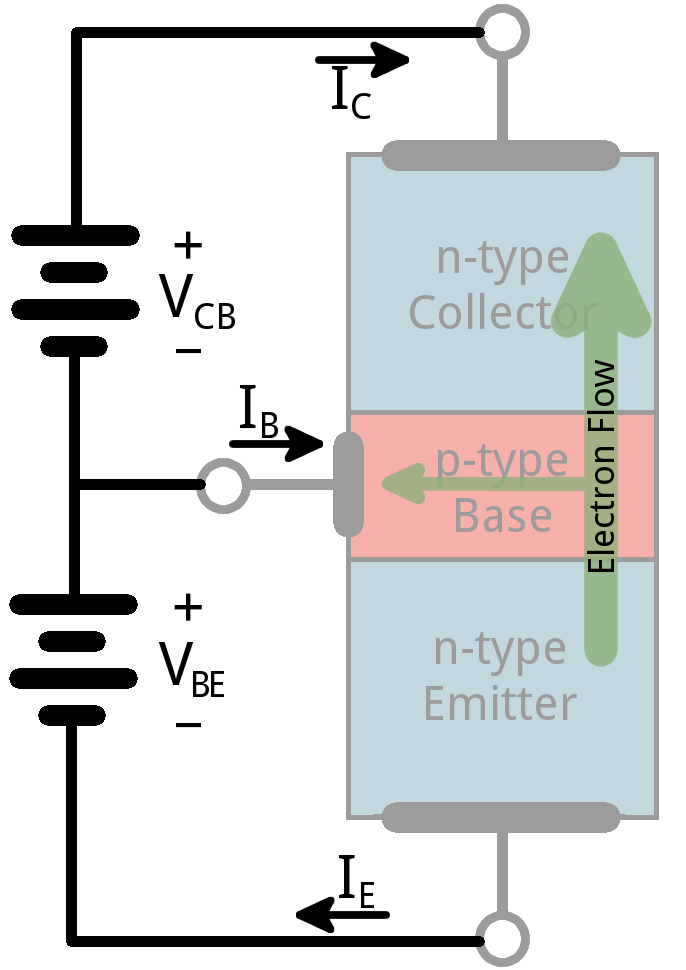 I_C
n-type
Collector
+
V_CB
−
I_B
p-type
Base
Electron Flow
+
V_BE
−
n-type
Emitter
I_E